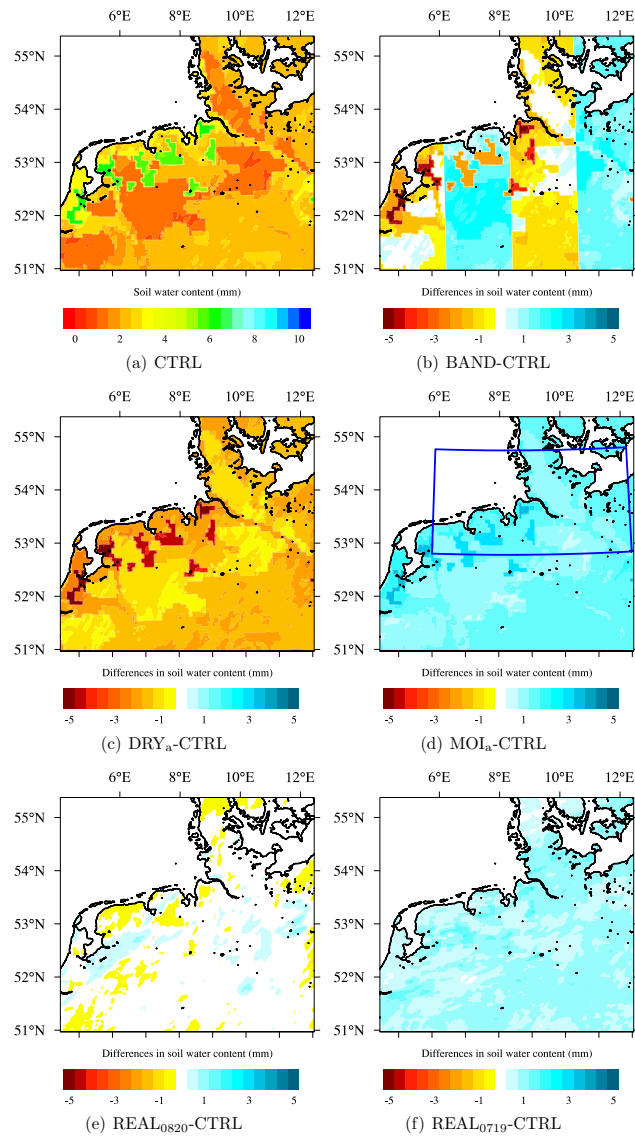 6°E 8°E 10°E 12°E 6°E 8°E 10°E 12°E
55°N 55°N
54°N 54°N
53°N 53°N
52°N 52°N
51°N 51°N
Soil water content (mm) Differences in soil water content (mm)
0 2 4 6 8 10 -5 -3 -1 1 3 5
(a) CTRL (b) BAND-CTRL
6°E 8°E 10°E 12°E 6°E 8°E 10°E 12°E
55°N 55°N
54°N 54°N
53°N 53°N
52°N 52°N
51°N 51°N
Differences in soil water content (mm) Differences in soil water content (mm)
-5 -3 -1 1 3 5 -5 -3 -1 1 3 5
(c) DRYₐ-CTRL (d) MOIₐ-CTRL
6°E 8°E 10°E 12°E 6°E 8°E 10°E 12°E
55°N 55°N
54°N 54°N
53°N 53°N
52°N 52°N
51°N 51°N
Differences in soil water content (mm) Differences in soil water content (mm)
-5 -3 -1 1 3 5 -5 -3 -1 1 3 5
(e) REAL₀₈₂₀-CTRL (f) REAL₀₇₁₉-CTRL